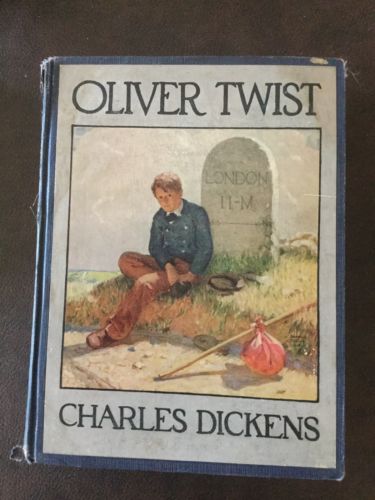 OLIVER TWIST
LONDON
11-M
CHARLES DICKENS